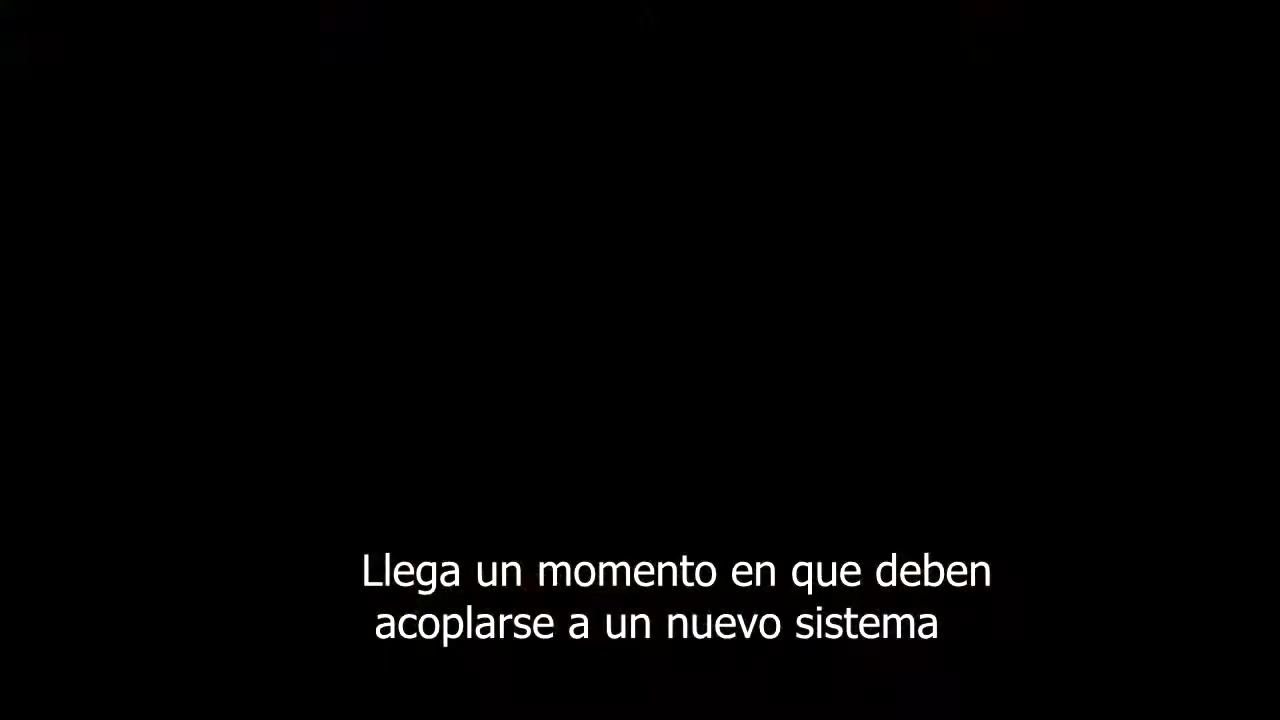 Llega un momento en que deben
acoplarse a un nuevo sistema